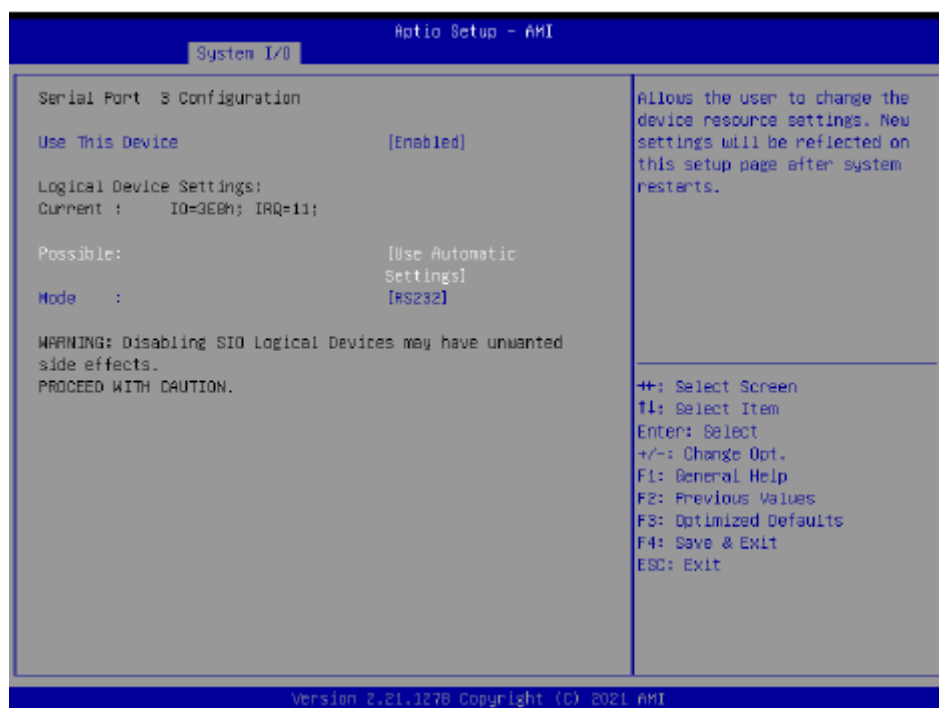 Aptio Setup - AMI
System I/O
Serial Port 3 Configuration
Use This Device [Enabled]
Logical Device Settings:
Current : IO=3E8h; IRQ=11;
Possible: [Use Automatic
Settings]
Mode : [RS232]
WARNING: Disabling SIO Logical Devices may have unwanted
side effects.
PROCEED WITH CAUTION.
Allows the user to change the
device resource settings. New
settings will be reflected on
this setup page after system
restarts.
→←: Select Screen
↑↓: Select Item
Enter: Select
+/-: Change Opt.
F1: General Help
F2: Previous Values
F3: Optimized Defaults
F4: Save & Exit
ESC: Exit
Version 2.21.1278 Copyright (C) 2021 AMI